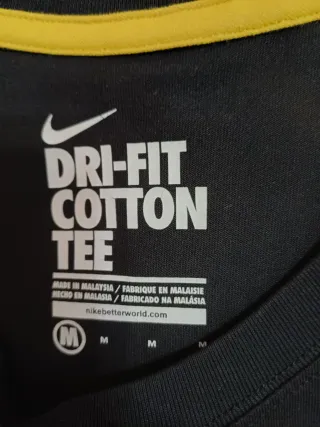 DRI-FIT
COTTON
TEE
MADE IN MALAYSIA / FABRIQUE EN MALAISIE
HECHO EN MALASIA / FABRICADO NA MALÁSIA
nikebetterworld.com
M M M M